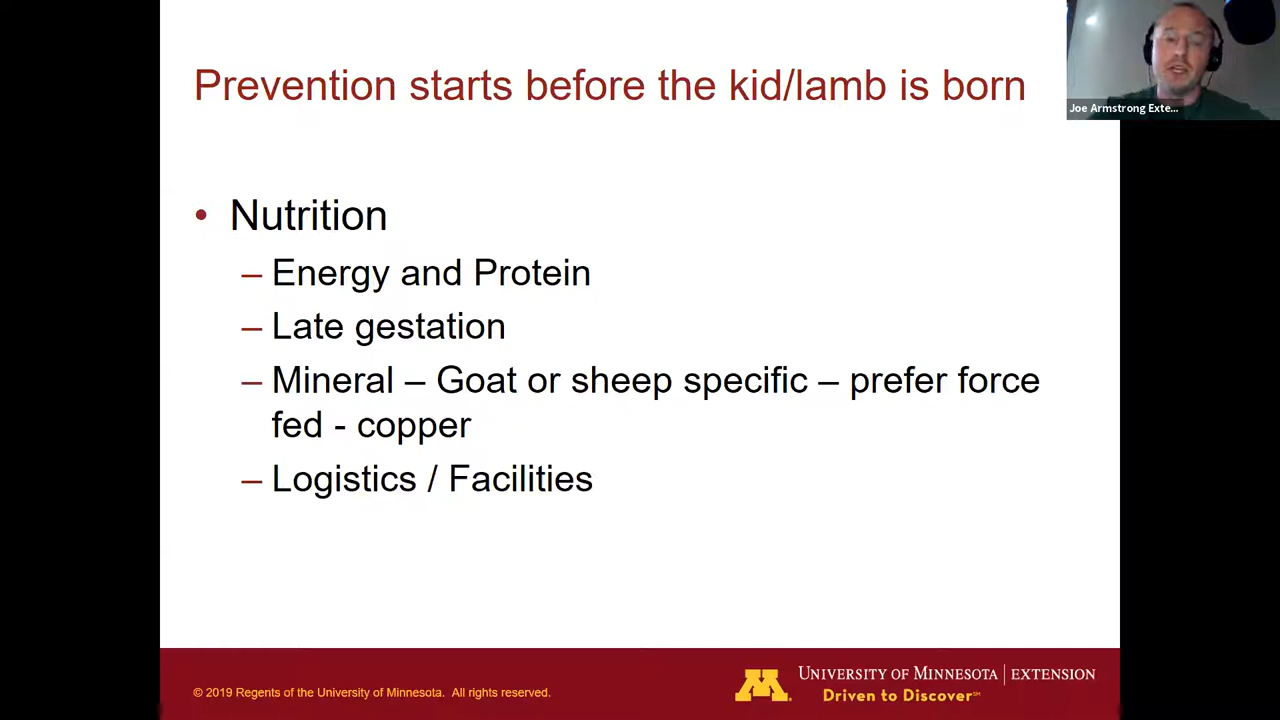 Prevention starts before the kid/lamb is born
Joe Armstrong Exte...
• Nutrition
– Energy and Protein
– Late gestation
– Mineral – Goat or sheep specific – prefer force
fed - copper
– Logistics / Facilities
© 2019 Regents of the University of Minnesota. All rights reserved.
M
UNIVERSITY OF MINNESOTA | EXTENSION
Driven to Discover℠